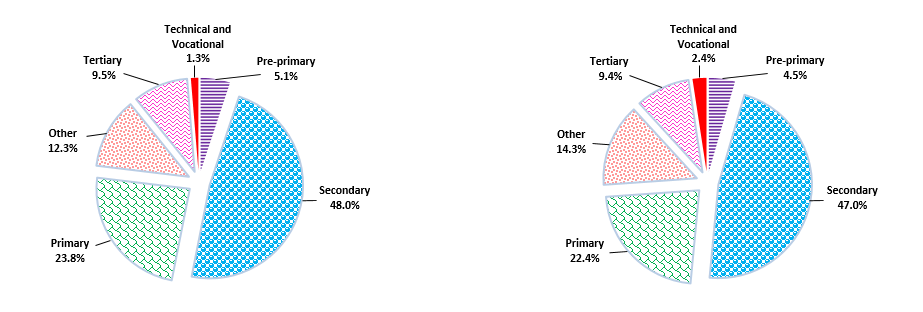 Technical and
Vocational
1.3%
Pre-primary
5.1%
Tertiary
9.5%
Other
12.3%
Secondary
48.0%
Primary
23.8%
Technical and
Vocational
2.4%
Pre-primary
4.5%
Tertiary
9.4%
Other
14.3%
Secondary
47.0%
Primary
22.4%